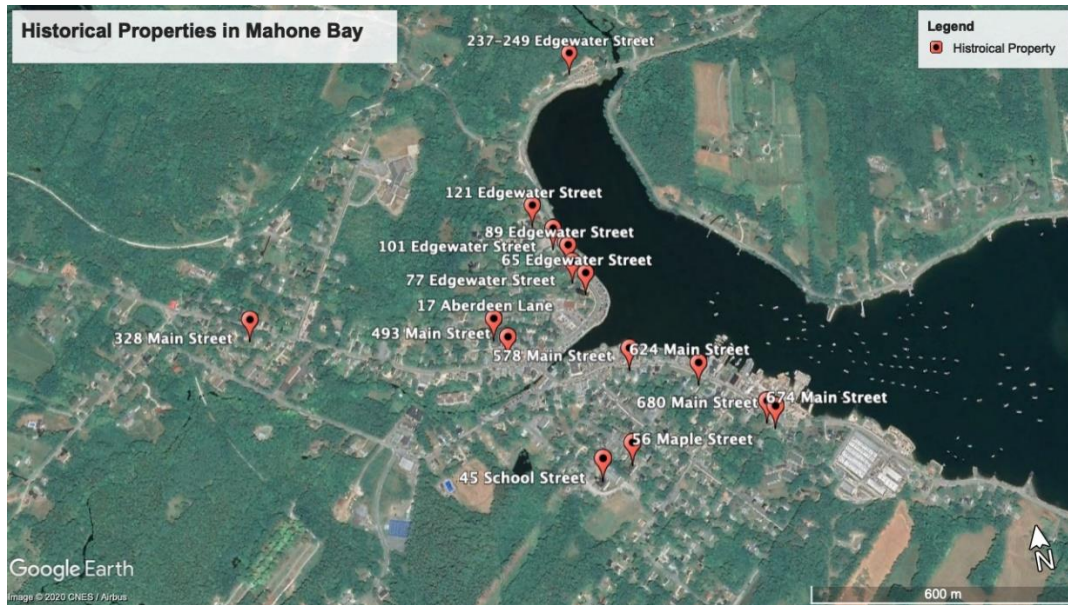 Historical Properties in Mahone Bay
Legend
Histroical Property
237-249 Edgewater Street
121 Edgewater Street
89 Edgewater Street
101 Edgewater Street
65 Edgewater Street
77 Edgewater Street
17 Aberdeen Lane
328 Main Street
493 Main Street
578 Main Street
624 Main Street
680 Main Street
674 Main Street
56 Maple Street
45 School Street
N
Google Earth
Image © 2020 CNES / Airbus
600 m